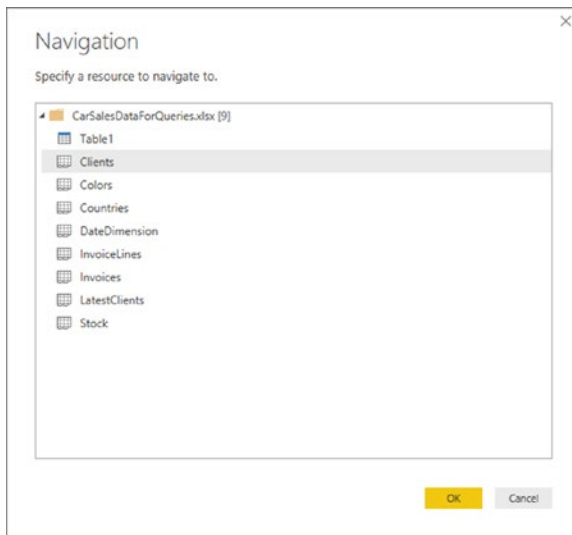 Navigation
Specify a resource to navigate to.
CarSalesDataForQueries.xlsx [9]
Table1
Clients
Colors
Countries
DateDimension
InvoiceLines
Invoices
LatestClients
Stock
OK Cancel